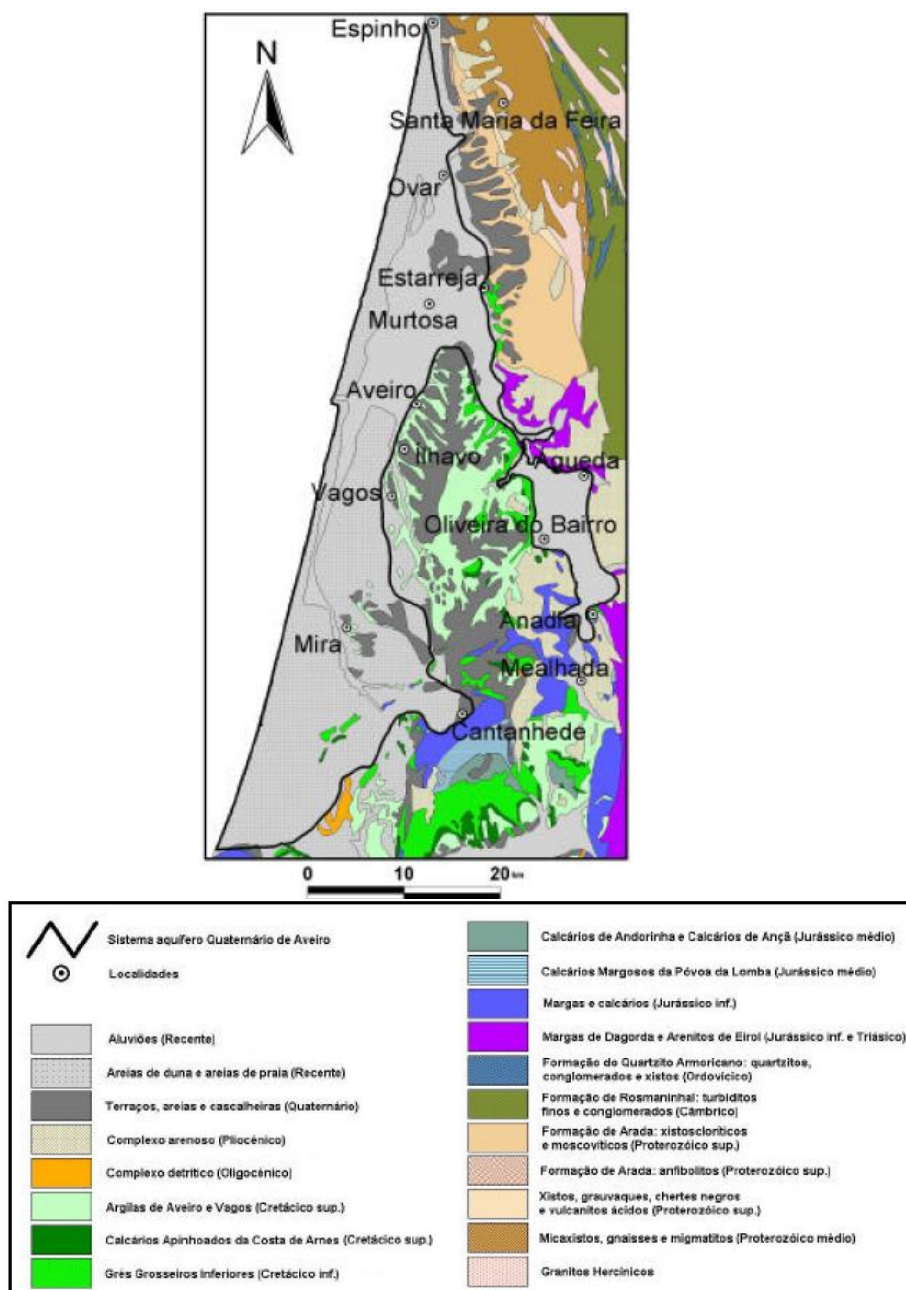 Espinho
N
Santa Maria da Feira
Ovar
Estarreja
Murtosa
Aveiro
Ilhavo
Agueda
Vagos
Oliveira do Bairro
Anadia
Mira
Mealhada
Cantanhede
0 10 20 km
Sistema aquífero Quaternário de Aveiro
Localidades
Aluviões (Recente)
Areias de duna e areias de praia (Recente)
Terraços, areias e cascalheiras (Quaternário)
Complexo arenoso (Pliocénico)
Complexo detrítico (Oligocénico)
Argilas de Aveiro e Vagos (Cretácico sup.)
Calcários Apinhoados da Costa de Arnes (Cretácico sup.)
Grés Grosseiros Inferiores (Cretácico inf.)
Calcários de Andorinha e Calcários de Ançã (Jurássico médio)
Calcários Margosos da Póvoa da Lomba (Jurássico médio)
Margas e calcários (Jurássico inf.)
Margas de Dagorda e Arenitos de Eirol (Jurássico inf. e Triásico)
Formação do Quartzito Armoricano: quartzitos,
conglomerados e xistos (Ordovícico)
Formação de Rosmaninhal: turbiditos
finos e conglomerados (Câmbrico)
Formação de Arada: xistoscloríticos
e moscovíticos (Proterozóico sup.)
Formação de Arada: anfibolitos (Proterozóico sup.)
Xistos, grauvaques, chertes negros
e vulcanitos ácidos (Proterozóico sup.)
Micaxistos, gnaisses e migmatitos (Proterozóico médio)
Granitos Hercínicos